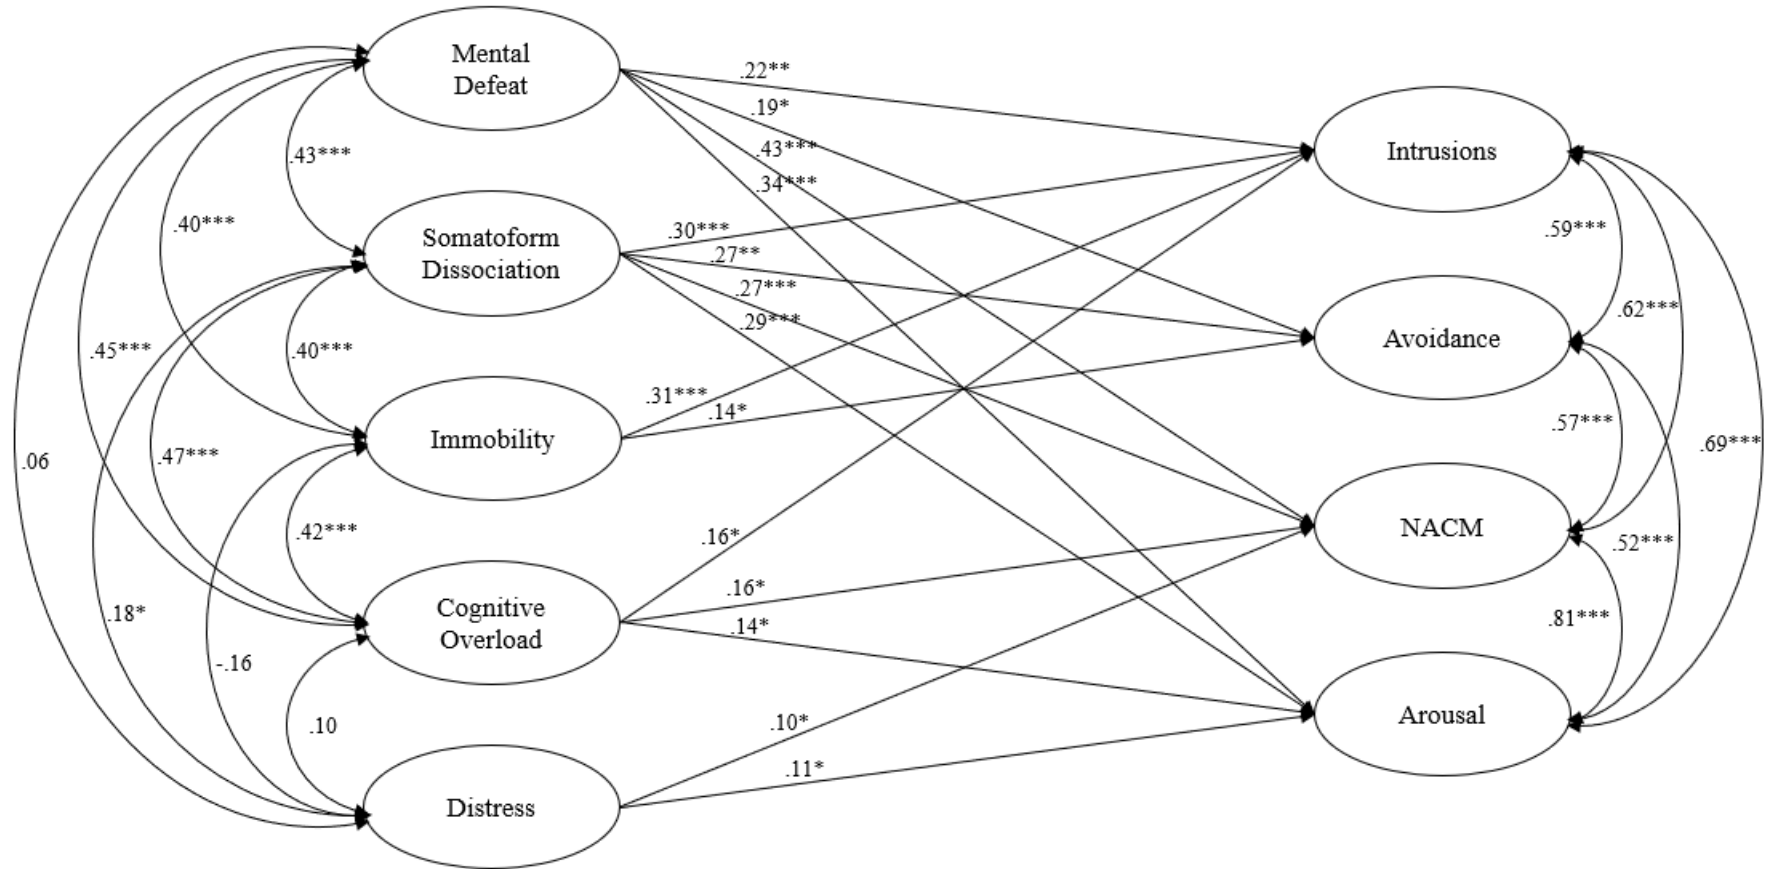 Mental
Defeat
.22**
.19*
Intrusions
.43***
.43***
.34***
.40***
.30***
.59***
Somatoform
Dissociation
.27**
.27***
.62***
.29***
Avoidance
.45***
.40***
.31***
.14*
.57***
Immobility
.69***
.06
.47***
.42***
.16*
NACM
.52***
.16*
Cognitive
Overload
.18*
.14*
.81***
-.16
.10
.10*
Arousal
.11*
Distress